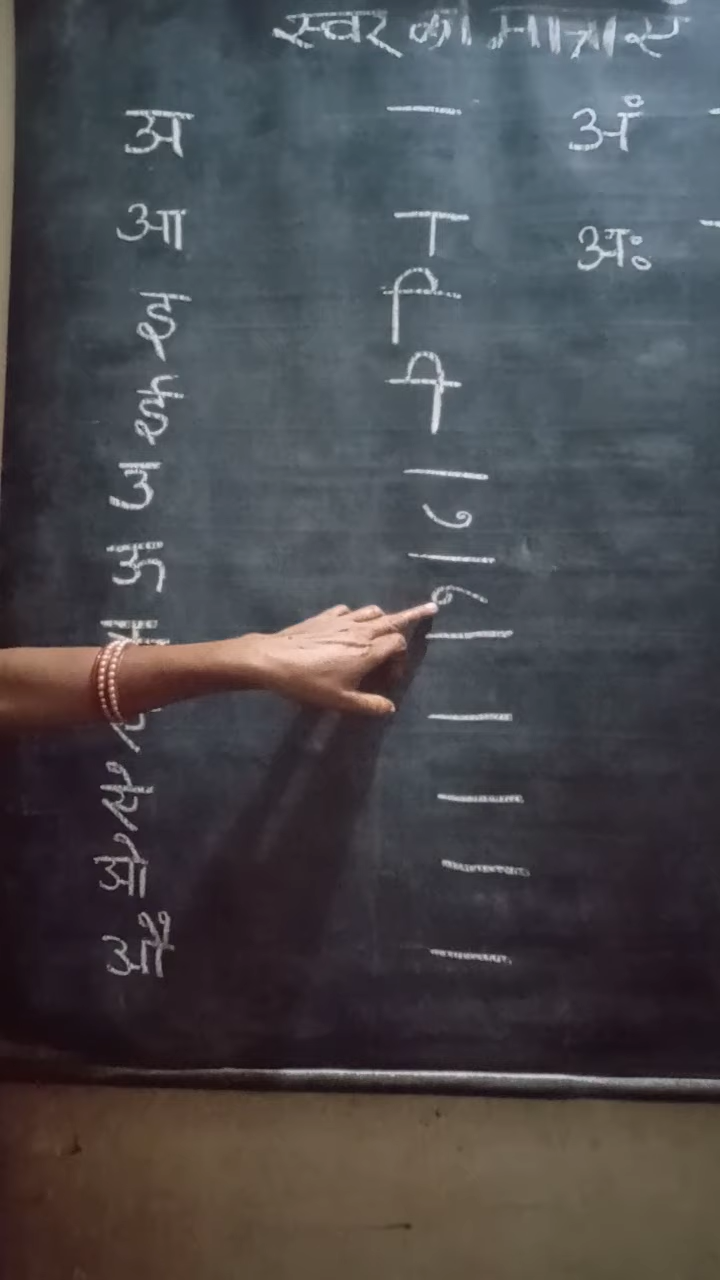 स्वर की मात्राएँ
अ — अं —
आ ा अः —
इ ि
ई ी
उ ु
ऊ ू
—
—
ऐ —
ओ —
औ —